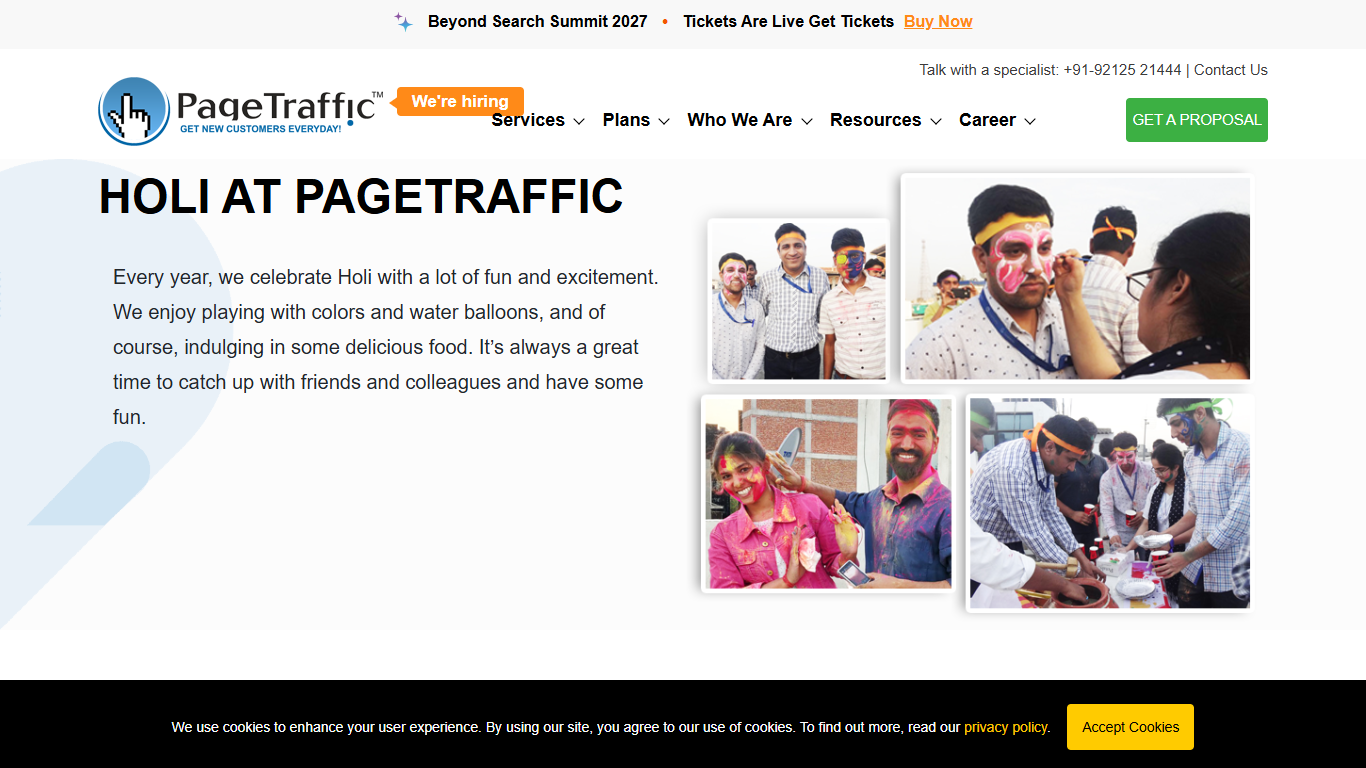 Beyond Search Summit 2027 • Tickets Are Live Get Tickets Buy Now
Talk with a specialist: +91-92125 21444 | Contact Us
PageTraffic™
GET NEW CUSTOMERS EVERYDAY!
We're hiring
Services Plans Who We Are Resources Career
GET A PROPOSAL
HOLI AT PAGETRAFFIC
Every year, we celebrate Holi with a lot of fun and excitement.
We enjoy playing with colors and water balloons, and of
course, indulging in some delicious food. It’s always a great
time to catch up with friends and colleagues and have some
fun.
We use cookies to enhance your user experience. By using our site, you agree to our use of cookies. To find out more, read our privacy policy.
Accept Cookies